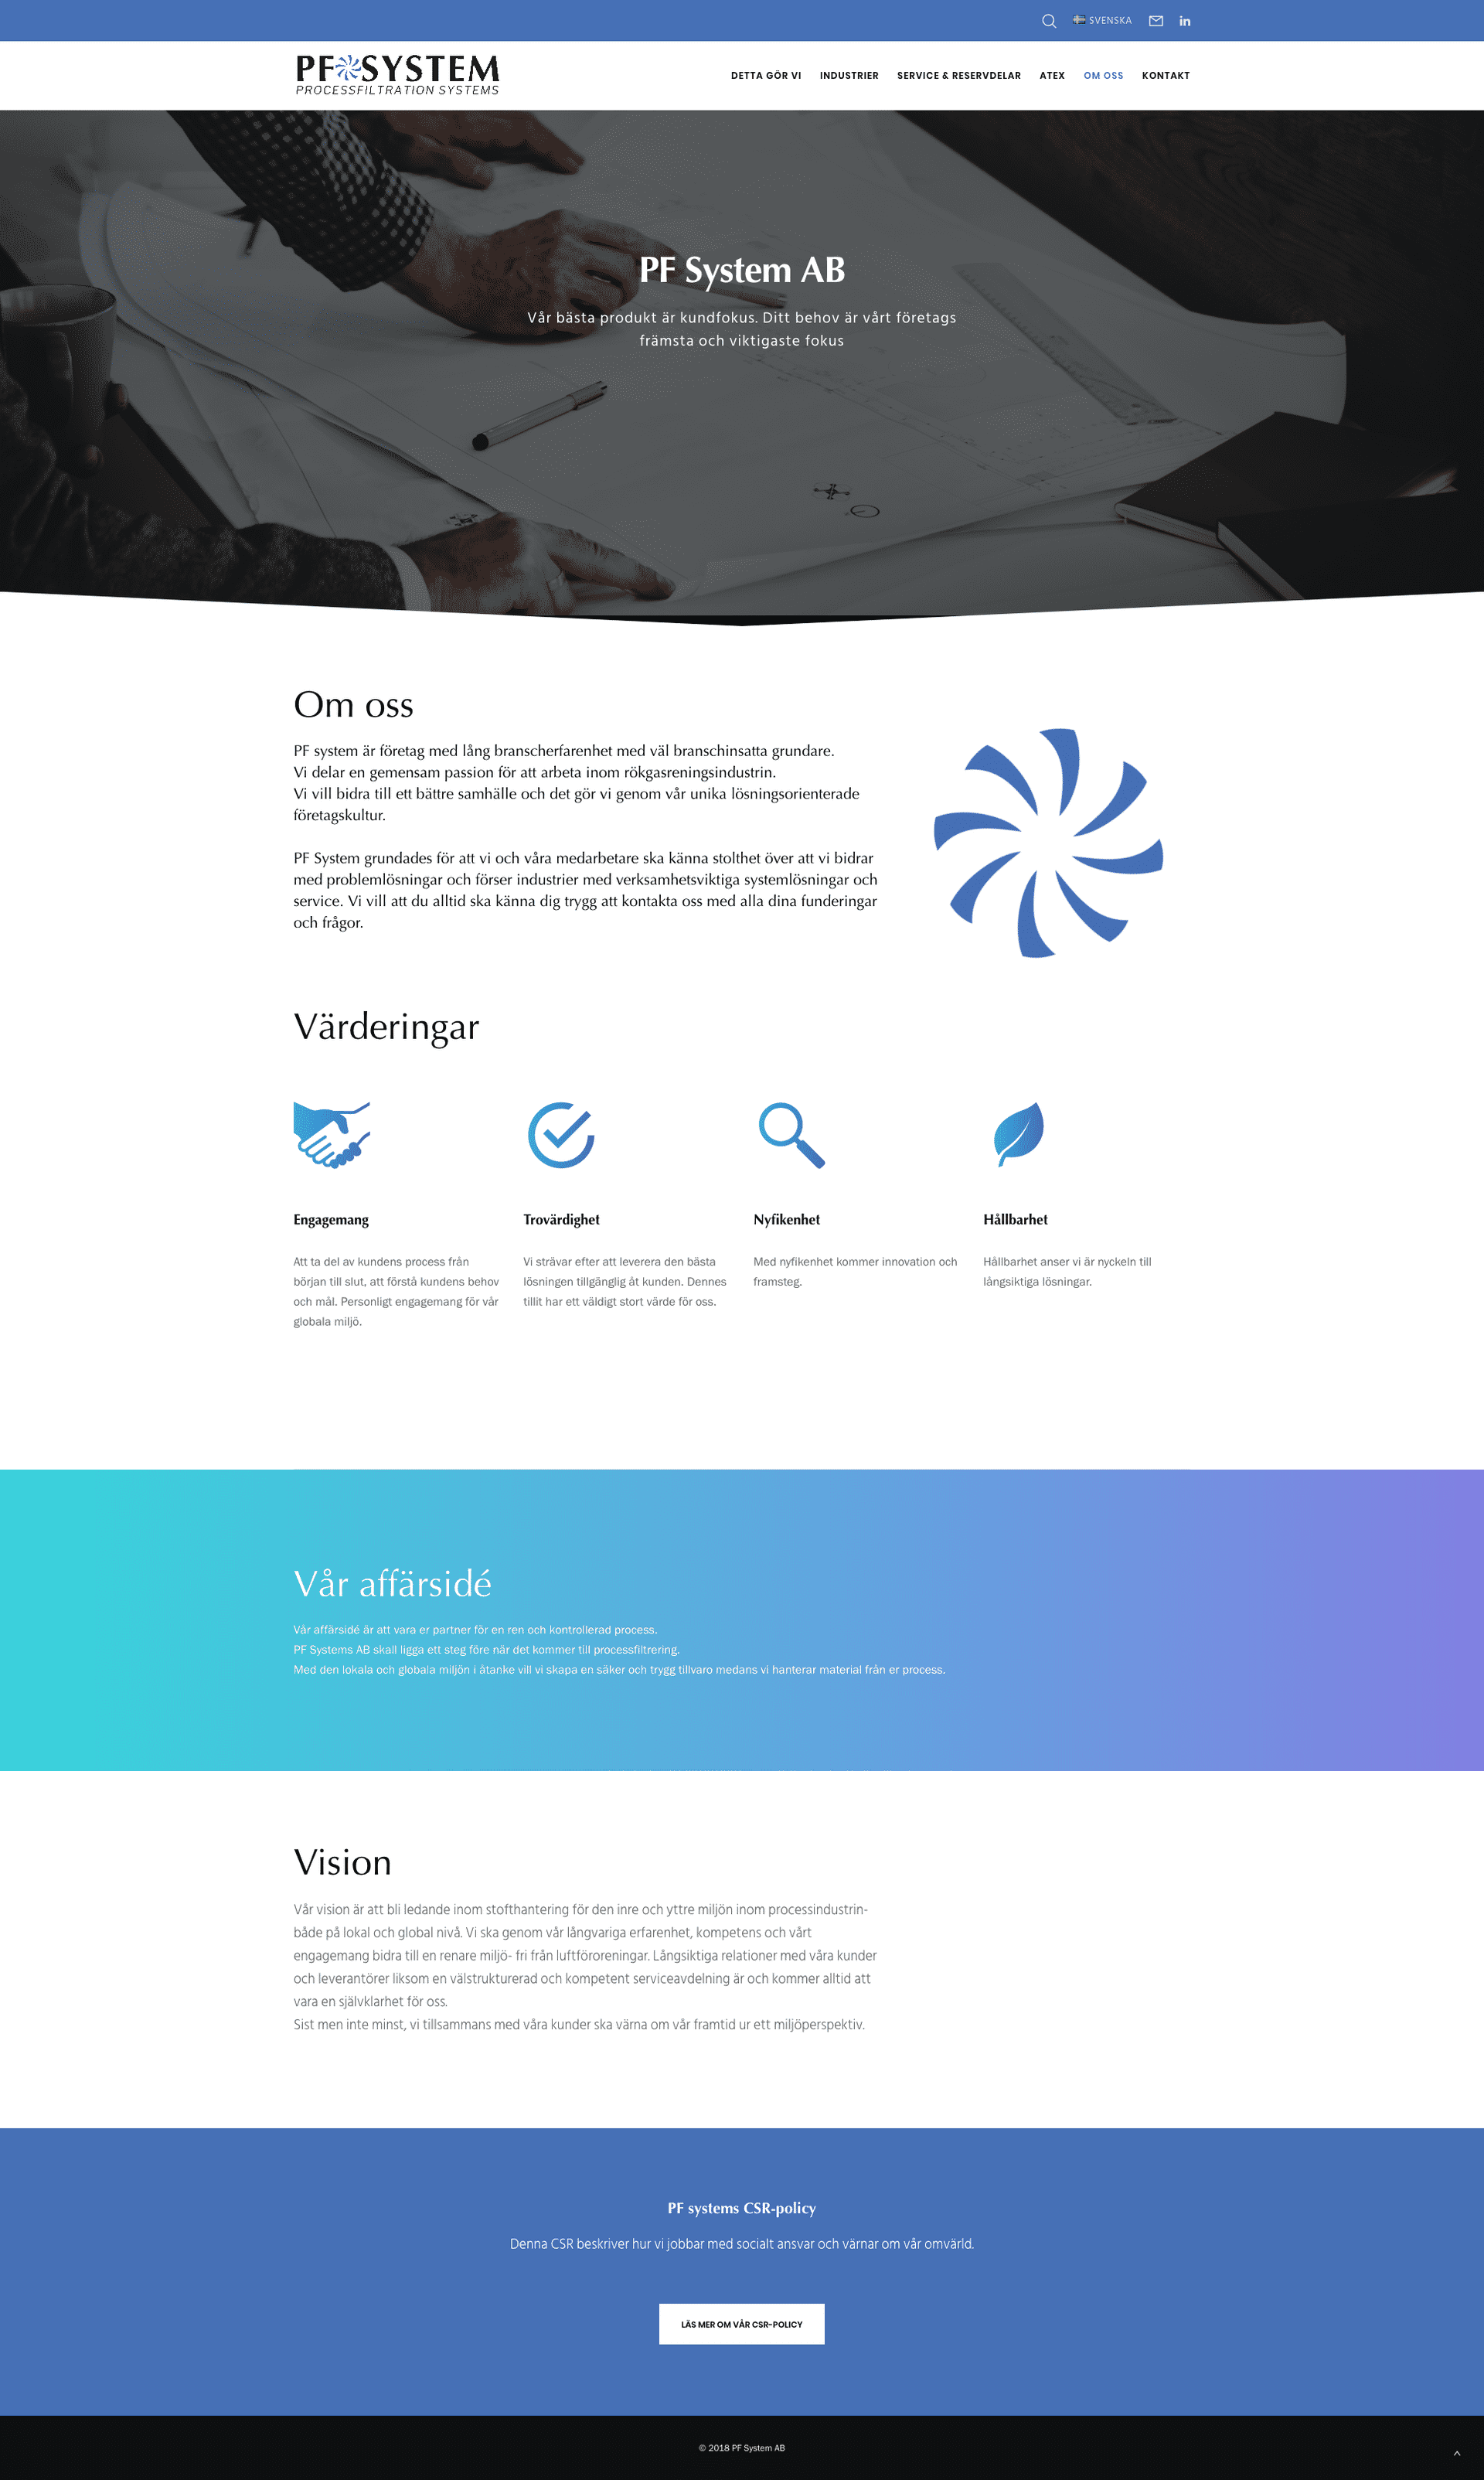 SVENSKA
in
PF SYSTEM
PROCESSFILTRATION SYSTEMS
DETTA GÖR VI INDUSTRIER SERVICE & RESERVDELAR ATEX OM OSS KONTAKT
PF System AB
Vår bästa produkt är kundfokus. Ditt behov är vårt företags
främsta och viktigaste fokus
Om oss
PF system är företag med lång branscherfarenhet med väl branschinsatta grundare.
Vi delar en gemensam passion för att arbeta inom rökgasreningsindustrin.
Vi vill bidra till ett bättre samhälle och det gör vi genom vår unika lösningsorienterade
företagskultur.
PF System grundades för att vi och våra medarbetare ska känna stolthet över att vi bidrar
med problemlösningar och förser industrier med verksamhetsviktiga systemlösningar och
service. Vi vill att du alltid ska känna dig trygg att kontakta oss med alla dina funderingar
och frågor.
Värderingar
Engagemang
Att ta del av kundens process från
början till slut, att förstå kundens behov
och mål. Personligt engagemang för vår
globala miljö.
Trovärdighet
Vi strävar efter att leverera den bästa
lösningen tillgänglig åt kunden. Dennes
tillit har ett väldigt stort värde för oss.
Nyfikenhet
Med nyfikenhet kommer innovation och
framsteg.
Hållbarhet
Hållbarhet anser vi är nyckeln till
långsiktiga lösningar.
Vår affärsidé
Vår affärsidé är att vara er partner för en ren och kontrollerad process.
PF Systems AB skall ligga ett steg före när det kommer till processfiltrering.
Med den lokala och globala miljön i åtanke vill vi skapa en säker och trygg tillvaro medans vi hanterar material från er process.
Vision
Vår vision är att bli ledande inom stofthantering för den inre och yttre miljön inom processindustrin-
både på lokal och global nivå. Vi ska genom vår långvariga erfarenhet, kompetens och vårt
engagemang bidra till en renare miljö- fri från luftföroreningar. Långsiktiga relationer med våra kunder
och leverantörer liksom en välstrukturerad och kompetent serviceavdelning är och kommer alltid att
vara en självklarhet för oss.
Sist men inte minst, vi tillsammans med våra kunder ska värna om vår framtid ur ett miljöperspektiv.
PF systems CSR-policy
Denna CSR beskriver hur vi jobbar med socialt ansvar och värnar om vår omvärld.
LÄS MER OM VÅR CSR-POLICY
© 2018 PF System AB